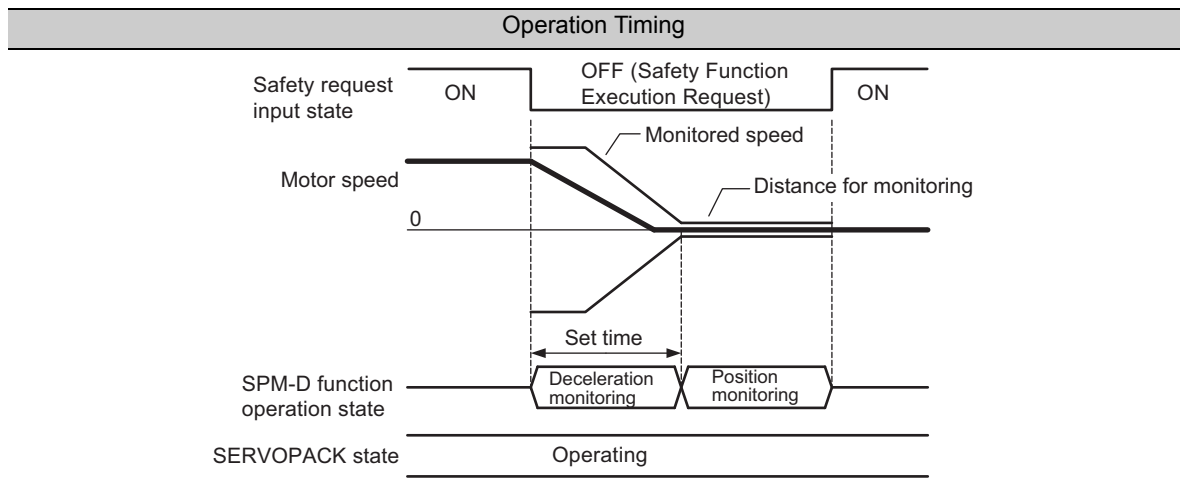 Operation Timing
Safety request
input state
ON
OFF (Safety Function
Execution Request)
ON
Monitored speed
Motor speed
Distance for monitoring
0
Set time
SPM-D function
operation state
Deceleration
monitoring
Position
monitoring
SERVOPACK state
Operating